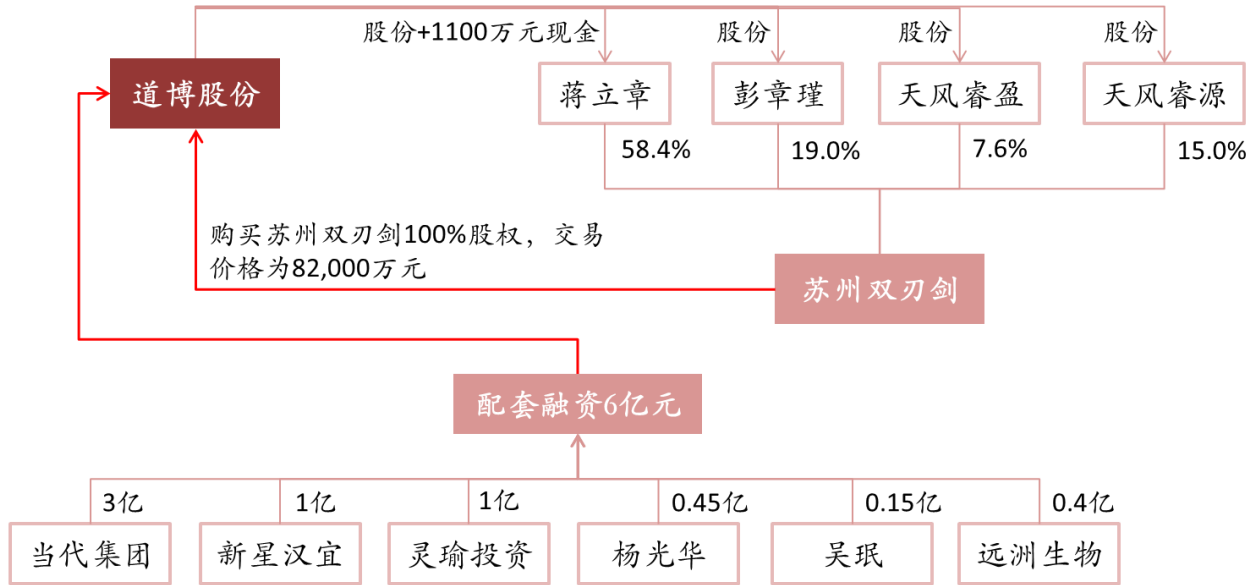 股份+1100万元现金
股份
股份
股份
道博股份
蒋立章
彭章瑾
天风睿盈
天风睿源
58.4%
19.0%
7.6%
15.0%
购买苏州双刃剑100%股权，交易
价格为82,000万元
苏州双刃剑
配套融资6亿元
3亿
1亿
1亿
0.45亿
0.15亿
0.4亿
当代集团
新星汉宜
灵瑜投资
杨光华
吴珉
远洲生物